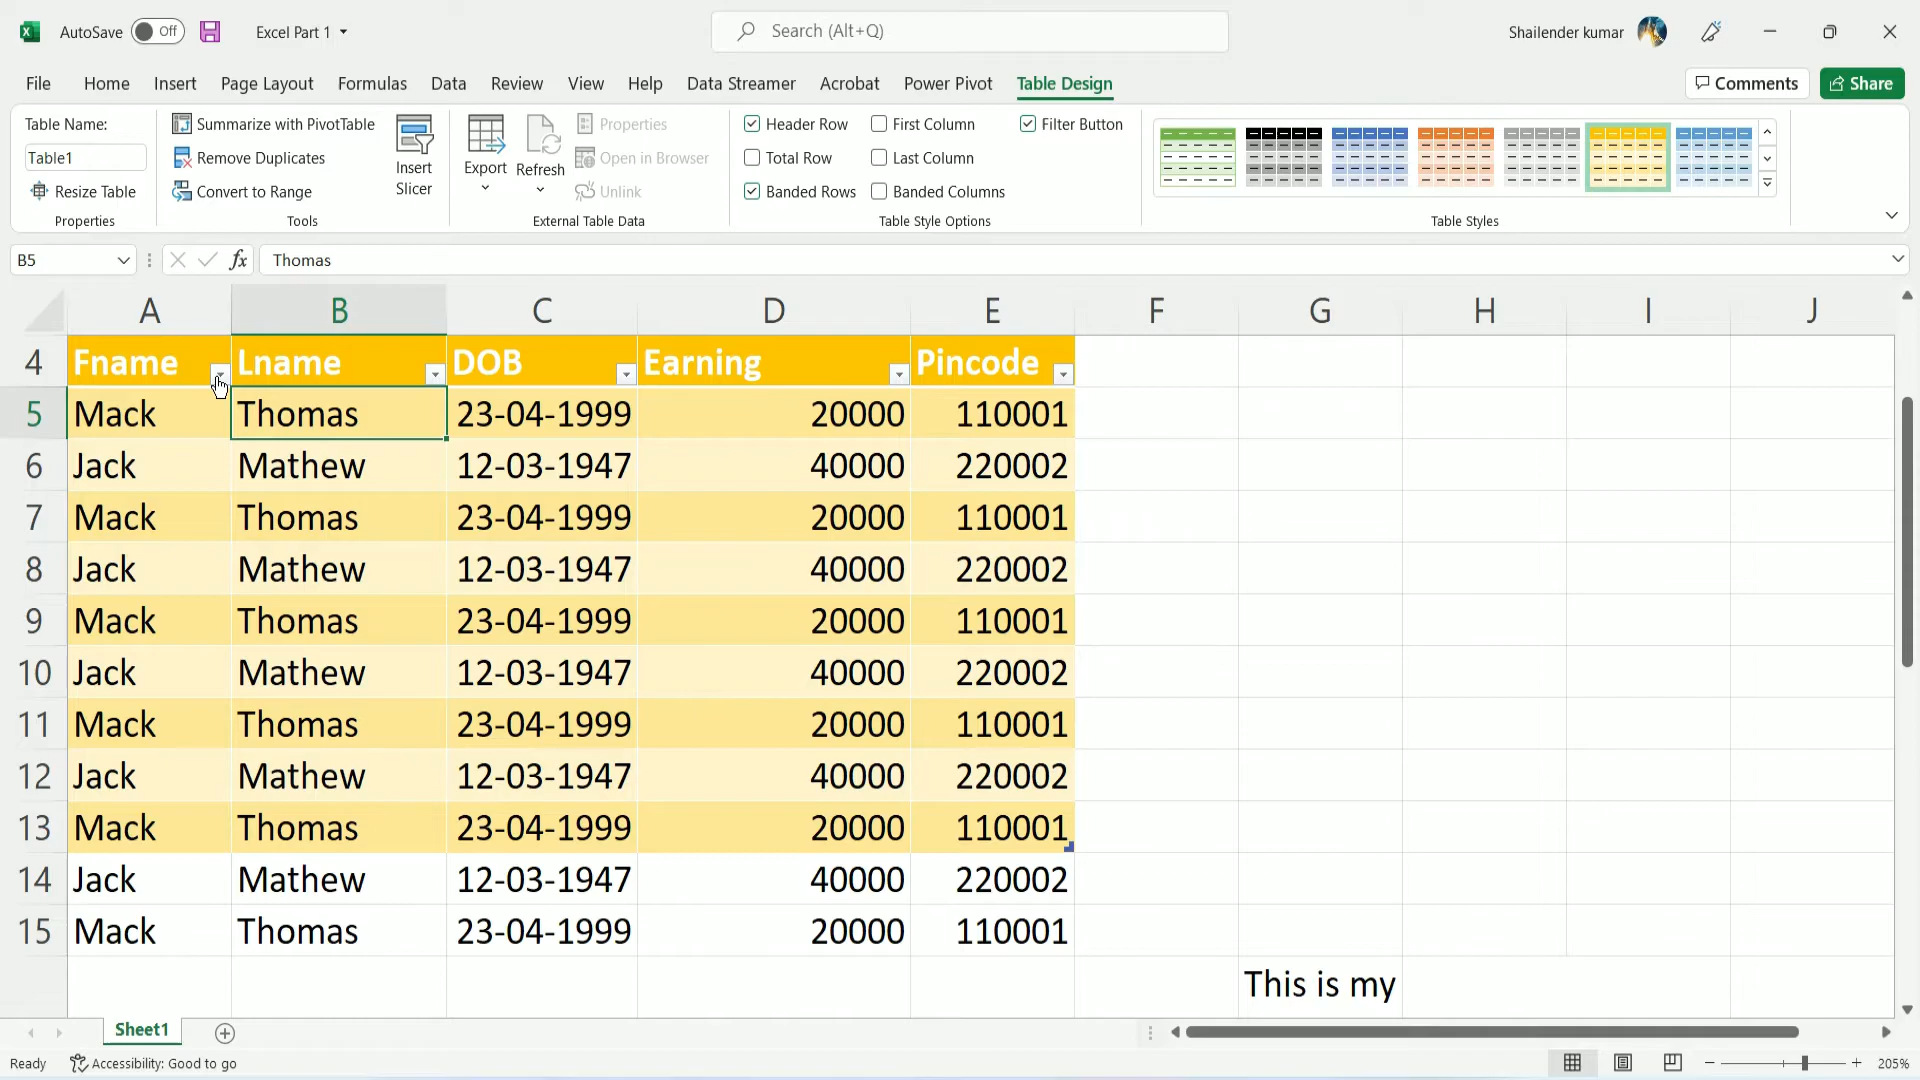 AutoSave Off Excel Part 1 Search (Alt+Q) Shailender kumar
File Home Insert Page Layout Formulas Data Review View Help Data Streamer Acrobat Power Pivot Table Design Comments Share
Table Name:
Table1
Resize Table
Properties
Summarize with PivotTable
Remove Duplicates
Convert to Range
Tools
Insert
Slicer
Export
Refresh
Properties
Open in Browser
Unlink
External Table Data
Header Row First Column Filter Button
Total Row Last Column
Banded Rows Banded Columns
Table Style Options
Table Styles
B5 fx Thomas
A B C D E F G H I J
4 Fname Lname DOB Earning Pincode
5 Mack Thomas 23-04-1999 20000 110001
6 Jack Mathew 12-03-1947 40000 220002
7 Mack Thomas 23-04-1999 20000 110001
8 Jack Mathew 12-03-1947 40000 220002
9 Mack Thomas 23-04-1999 20000 110001
10 Jack Mathew 12-03-1947 40000 220002
11 Mack Thomas 23-04-1999 20000 110001
12 Jack Mathew 12-03-1947 40000 220002
13 Mack Thomas 23-04-1999 20000 110001
14 Jack Mathew 12-03-1947 40000 220002
15 Mack Thomas 23-04-1999 20000 110001
This is my
Sheet1
Ready Accessibility: Good to go 205%